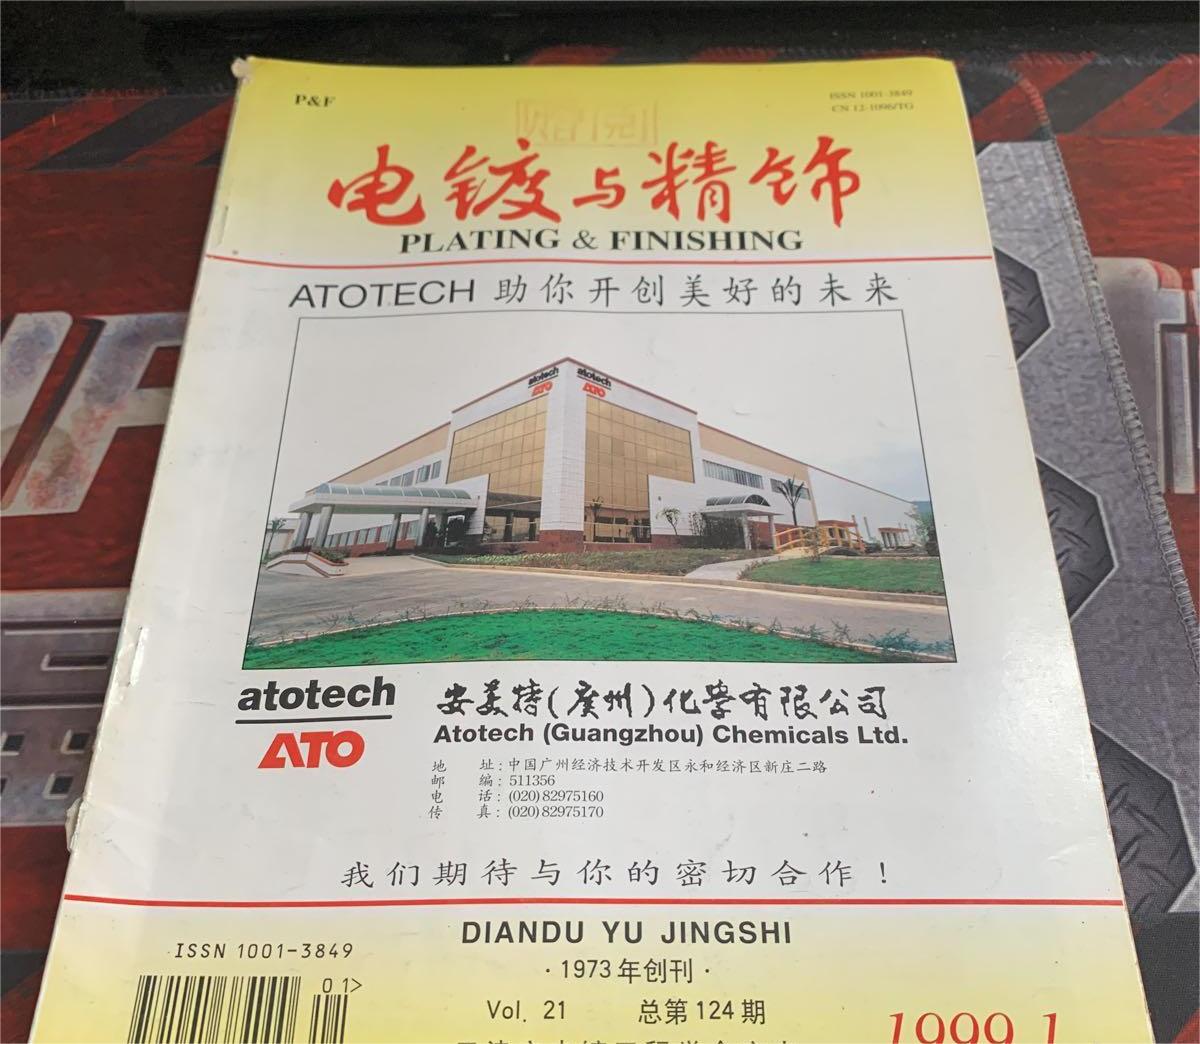 P&F
ISSN 1001-3849
CN 12-1096/TG
赠阅
电镀与精饰
PLATING & FINISHING
ATOTECH 助你开创美好的未来
atotech
ATO
atotech
ATO
atotech
ATO
安美特(广州)化学有限公司
Atotech (Guangzhou) Chemicals Ltd.
地 址:中国广州经济技术开发区永和经济区新庄二路
邮 编:511356
电 话:(020)82975160
传 真:(020)82975170
我们期待与你的密切合作!
DIANDU YU JINGSHI
·1973年创刊·
ISSN 1001-3849
01>
Vol. 21 总第124期
1999.1